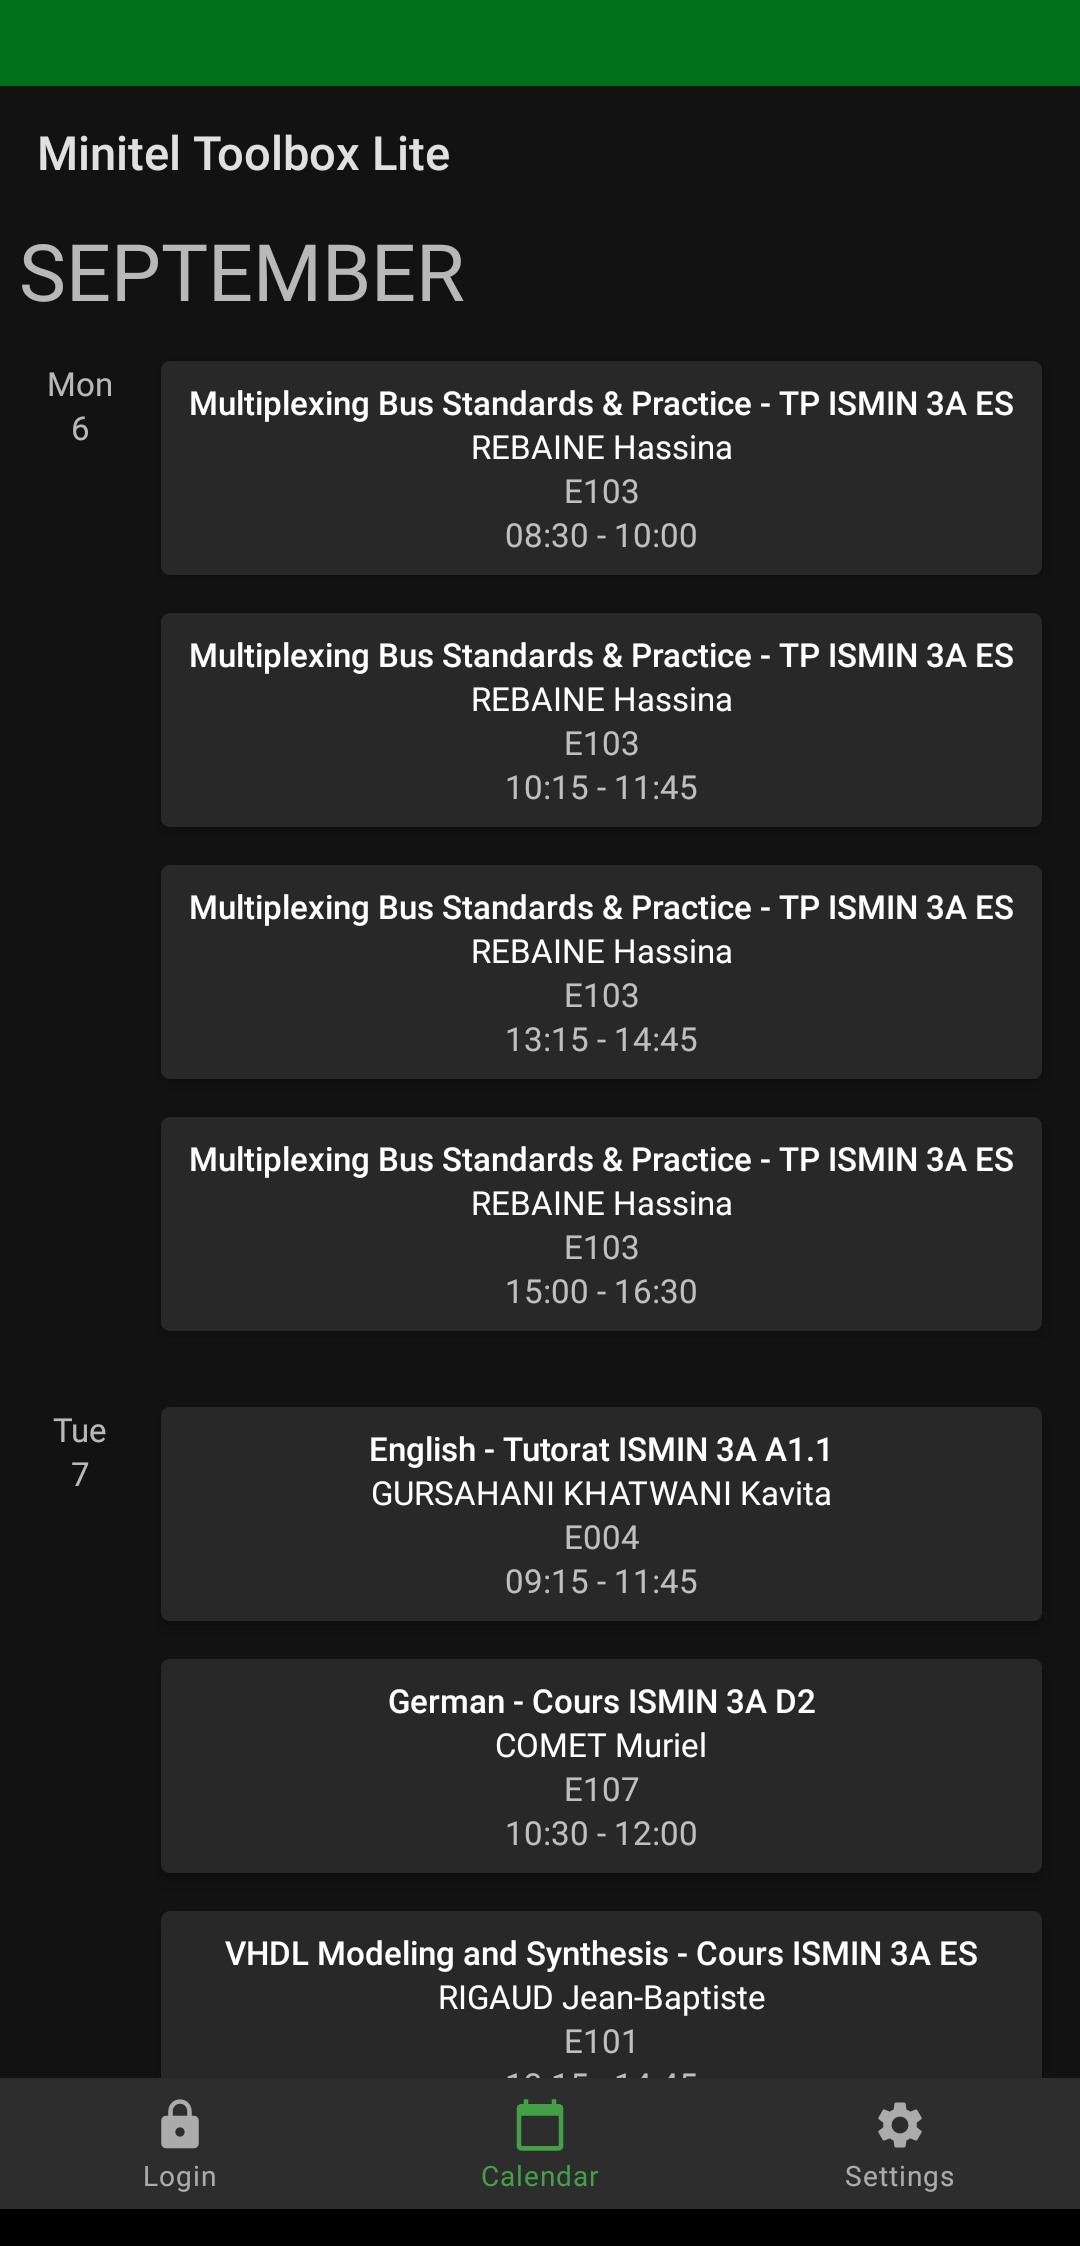 Minitel Toolbox Lite
SEPTEMBER
Mon
6
Multiplexing Bus Standards & Practice - TP ISMIN 3A ES
REBAINE Hassina
E103
08:30 - 10:00
Multiplexing Bus Standards & Practice - TP ISMIN 3A ES
REBAINE Hassina
E103
10:15 - 11:45
Multiplexing Bus Standards & Practice - TP ISMIN 3A ES
REBAINE Hassina
E103
13:15 - 14:45
Multiplexing Bus Standards & Practice - TP ISMIN 3A ES
REBAINE Hassina
E103
15:00 - 16:30
Tue
7
English - Tutorat ISMIN 3A A1.1
GURSAHANI KHATWANI Kavita
E004
09:15 - 11:45
German - Cours ISMIN 3A D2
COMET Muriel
E107
10:30 - 12:00
VHDL Modeling and Synthesis - Cours ISMIN 3A ES
RIGAUD Jean-Baptiste
E101
Login
Calendar
Settings